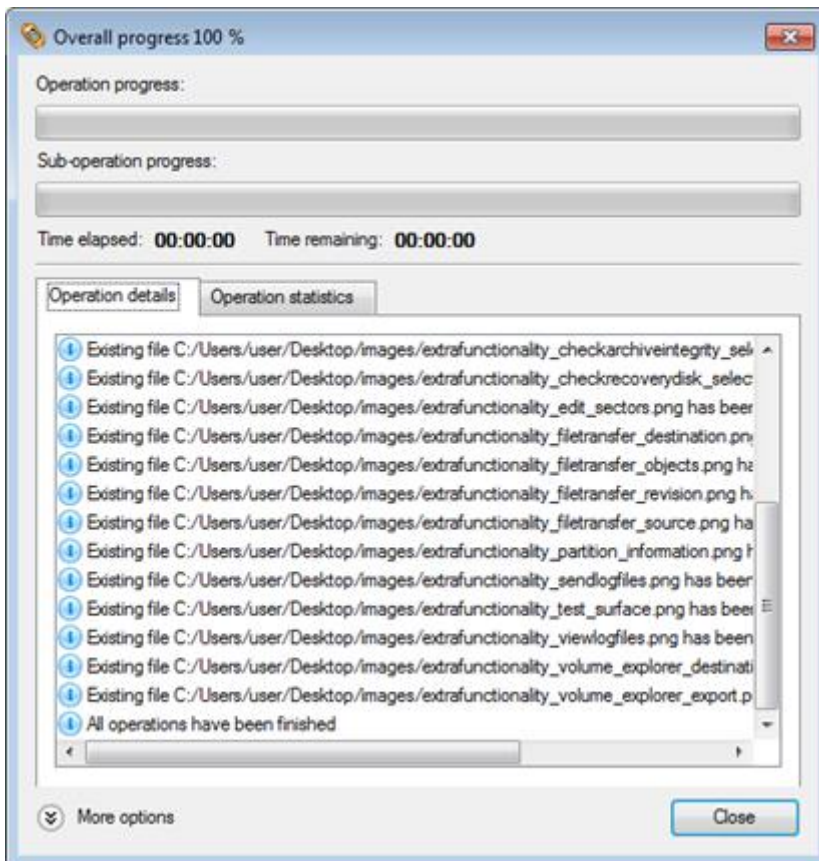 Overall progress 100 %
Operation progress:
Sub-operation progress:
Time elapsed: 00:00:00 Time remaining: 00:00:00
Operation details Operation statistics
Existing file C:/Users/user/Desktop/images/extrafunctionality_checkarchiveintegrity_sele
Existing file C:/Users/user/Desktop/images/extrafunctionality_checkrecoverydisk_selec
Existing file C:/Users/user/Desktop/images/extrafunctionality_edit_sectors.png has been
Existing file C:/Users/user/Desktop/images/extrafunctionality_filetransfer_destination.png
Existing file C:/Users/user/Desktop/images/extrafunctionality_filetransfer_objects.png ha
Existing file C:/Users/user/Desktop/images/extrafunctionality_filetransfer_revision.png h
Existing file C:/Users/user/Desktop/images/extrafunctionality_filetransfer_source.png ha
Existing file C:/Users/user/Desktop/images/extrafunctionality_partition_information.png h
Existing file C:/Users/user/Desktop/images/extrafunctionality_sendlogfiles.png has been
Existing file C:/Users/user/Desktop/images/extrafunctionality_test_surface.png has been
Existing file C:/Users/user/Desktop/images/extrafunctionality_viewlogfiles.png has been
Existing file C:/Users/user/Desktop/images/extrafunctionality_volume_explorer_destinati
Existing file C:/Users/user/Desktop/images/extrafunctionality_volume_explorer_export.p
All operations have been finished
More options Close